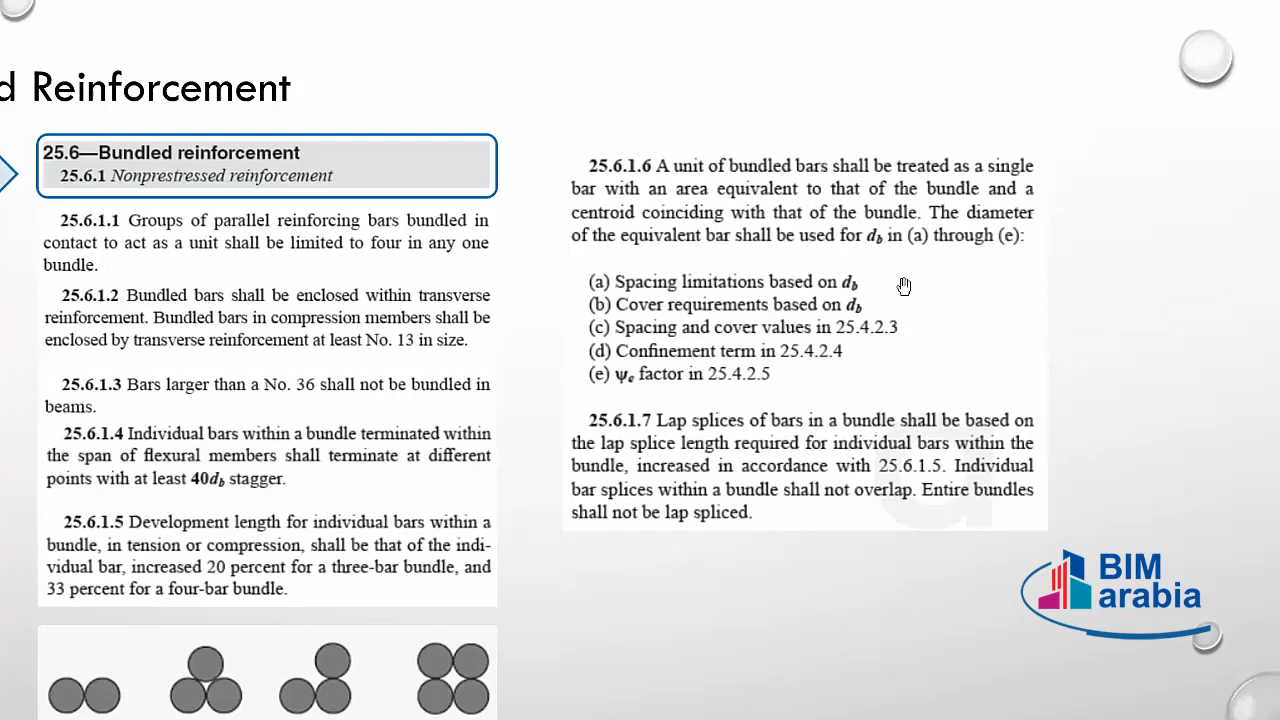 d Reinforcement
25.6—Bundled reinforcement
25.6.1 Nonprestressed reinforcement
25.6.1.1 Groups of parallel reinforcing bars bundled in
contact to act as a unit shall be limited to four in any one
bundle.
25.6.1.2 Bundled bars shall be enclosed within transverse
reinforcement. Bundled bars in compression members shall be
enclosed by transverse reinforcement at least No. 13 in size.
25.6.1.3 Bars larger than a No. 36 shall not be bundled in
beams.
25.6.1.4 Individual bars within a bundle terminated within
the span of flexural members shall terminate at different
points with at least 40db stagger.
25.6.1.5 Development length for individual bars within a
bundle, in tension or compression, shall be that of the indi-
vidual bar, increased 20 percent for a three-bar bundle, and
33 percent for a four-bar bundle.
25.6.1.6 A unit of bundled bars shall be treated as a single
bar with an area equivalent to that of the bundle and a
centroid coinciding with that of the bundle. The diameter
of the equivalent bar shall be used for db in (a) through (e):
(a) Spacing limitations based on db
(b) Cover requirements based on db
(c) Spacing and cover values in 25.4.2.3
(d) Confinement term in 25.4.2.4
(e) ψe factor in 25.4.2.5
25.6.1.7 Lap splices of bars in a bundle shall be based on
the lap splice length required for individual bars within the
bundle, increased in accordance with 25.6.1.5. Individual
bar splices within a bundle shall not overlap. Entire bundles
shall not be lap spliced.
BIM
arabia